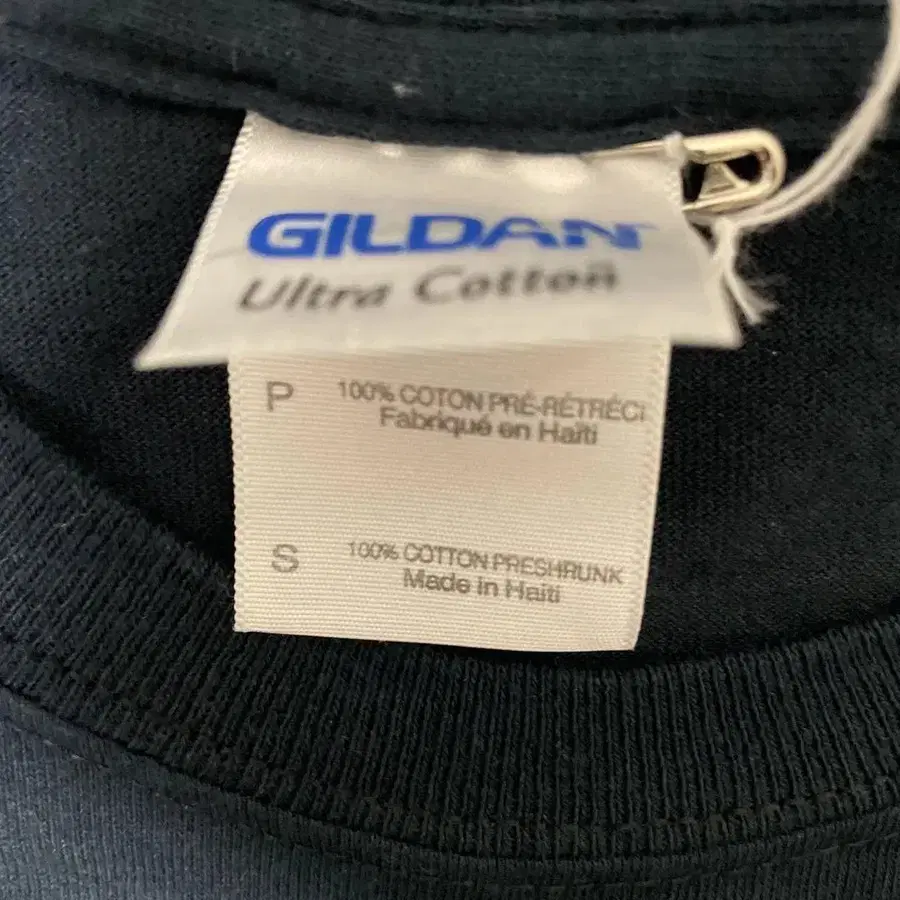 GILDAN
Ultra Cotton
P 100% COTON PRÉ-RÉTRÉCI
Fabriqué en Haïti
S 100% COTTON PRESHRUNK
Made in Haiti